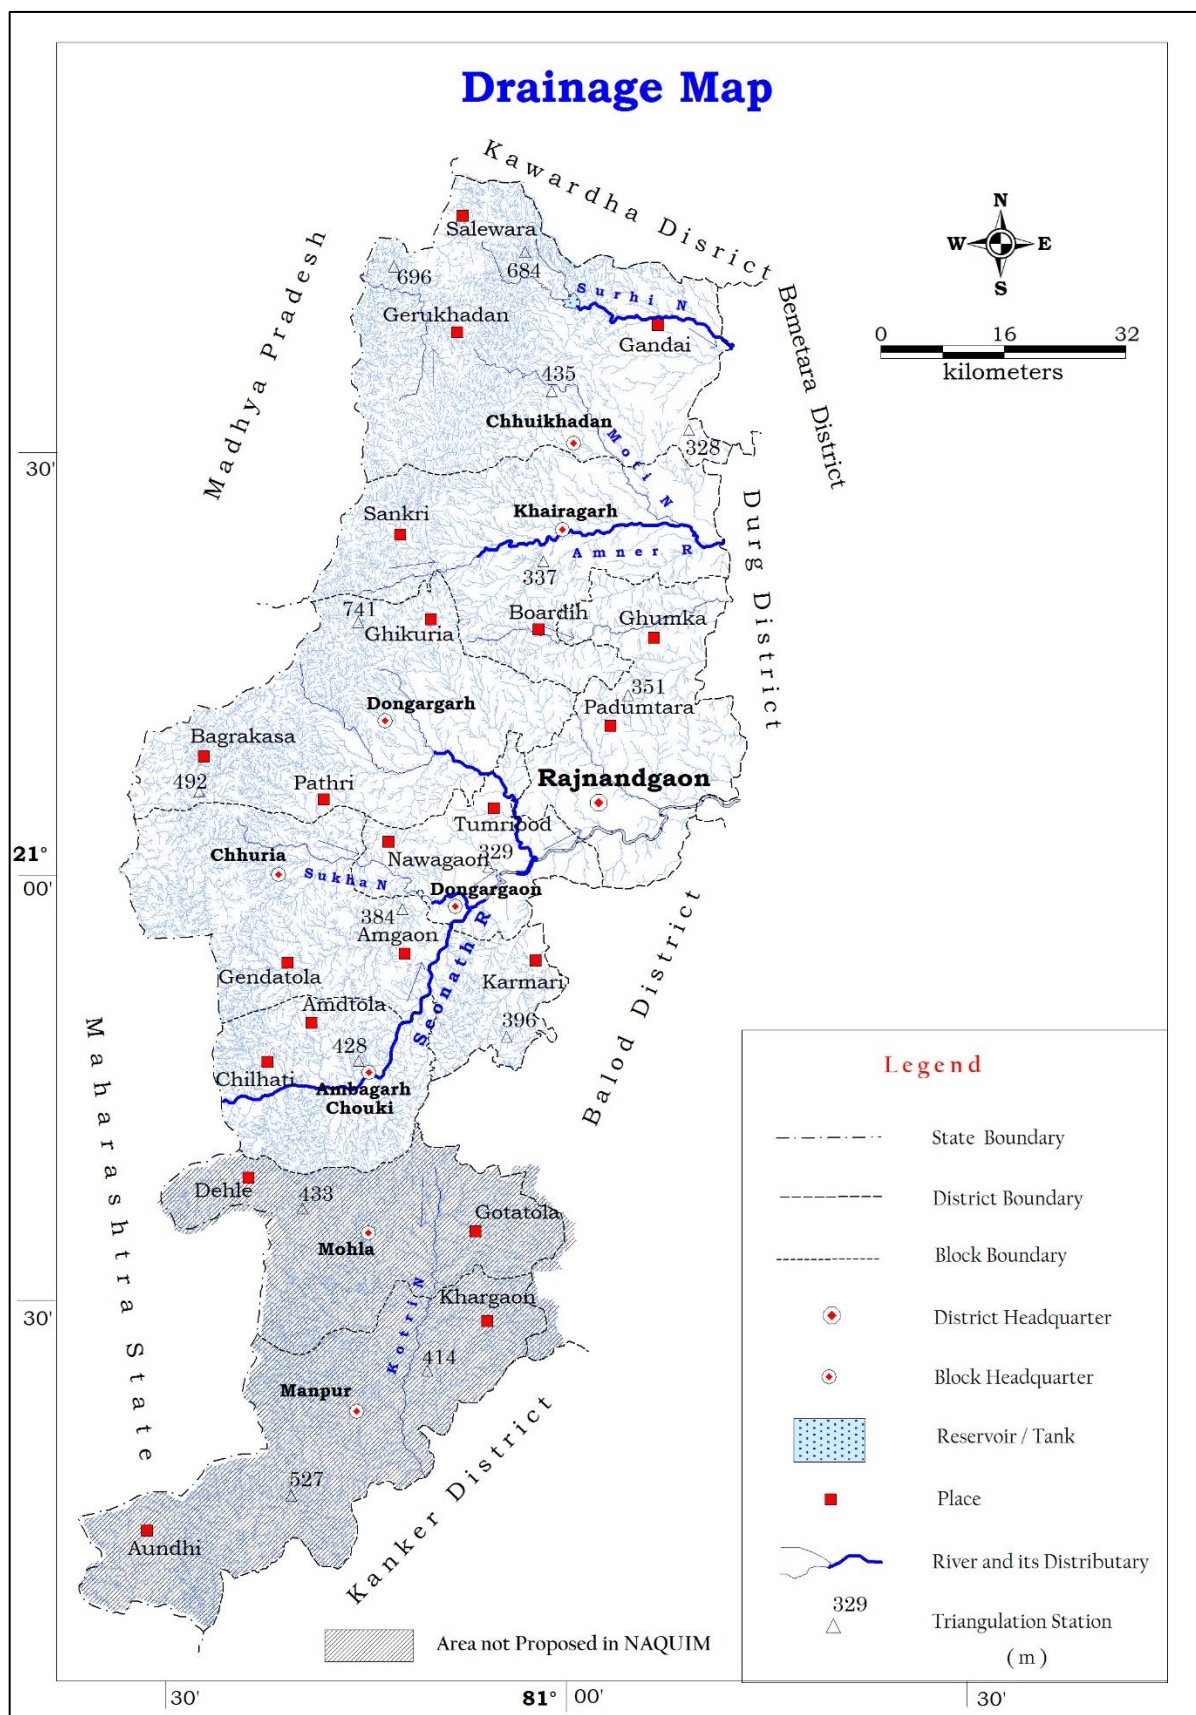 Drainage Map
Kawardha Disrict
N
W E
S
Salewara
684
696
Surhi N
Bemetara District
Gerukhadan
Gandai
0 16 32
kilometers
Madhya Pradesh
435
Chhuikhadan
328
30'
Moti N
Sankri
Khairagarh
Amner R
Durg District
337
741
Ghikuria
Boardih
Ghumka
351
Padumtara
Dongargarh
Bagrakasa
492
Pathri
Rajnandgaon
Tumripod
21°
00'
Chhuria
Nawagaon
329
Sukha N
Dongargaon
384
Amgaon
Seonath R
Gendatola
Karmari
Balod District
Amdtola
396
428
Chilhati
Ambagarh
Chouki
Maharashtra State
Dehle
433
Gotatola
Mohla
30'
Khargaon
Kotri N
414
Manpur
527
Kanker District
Aundhi
Area not Proposed in NAQUIM
Legend
State Boundary
District Boundary
Block Boundary
District Headquarter
Block Headquarter
Reservoir / Tank
Place
River and its Distributary
329
Triangulation Station
( m )
30'
81° 00'
30'